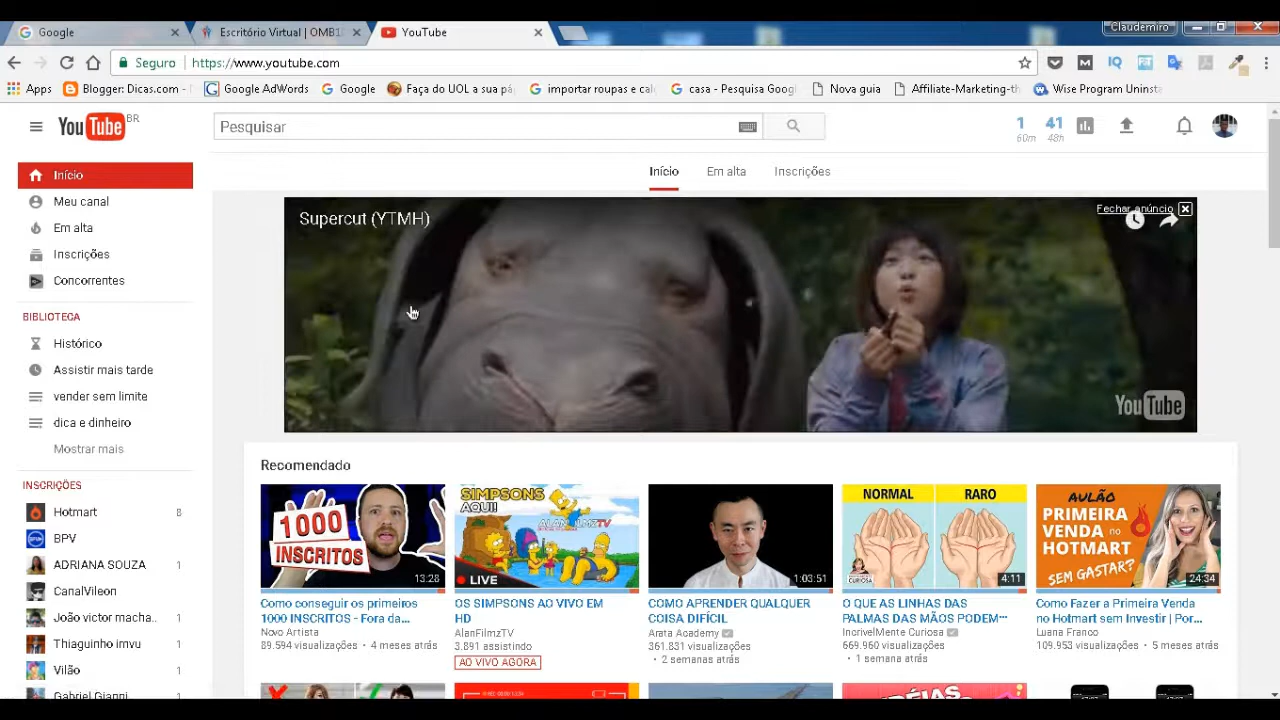 Google
Escritório Virtual | OMB1
YouTube
Claudemiro
Seguro
https://www.youtube.com
Apps
Blogger: Dicas.com -
Google AdWords
Google
Faça do UOL a sua pá
importar roupas e cal
casa - Pesquisa Goog
Nova guia
Affiliate-Marketing-th
Wise Program Uninsta
YouTube BR
Pesquisar
1
60m
41
48h
Início
Em alta
Inscrições
Início
Meu canal
Em alta
Inscrições
Concorrentes
BIBLIOTECA
Histórico
Assistir mais tarde
vender sem limite
dica e dinheiro
Mostrar mais
INSCRIÇÕES
Hotmart 8
BPV
ADRIANA SOUZA 1
CanalVileon
João victor macha.. 1
Thiaguinho imvu 1
Vilão 1
Gabriel Gianni
Supercut (YTMH)
Fechar anúncio
YouTube
Recomendado
1000
INSCRITOS
13:28
Como conseguir os primeiros
1000 INSCRITOS - Fora da...
Novo Artista
89.594 visualizações • 4 meses atrás
SIMPSONS
AQUI!
ALANFILMZTV
LIVE
OS SIMPSONS AO VIVO EM
HD
AlanFilmzTV
3.891 assistindo
AO VIVO AGORA
1:03:51
COMO APRENDER QUALQUER
COISA DIFÍCIL
Arata Academy
361.831 visualizações
• 2 semanas atrás
NORMAL
RARO
CURIOSA
4:11
O QUE AS LINHAS DAS
PALMAS DAS MÃOS PODEM...
IncrivelMente Curiosa
669.960 visualizações
• 1 semana atrás
AULÃO
PRIMEIRA
VENDA no
HOTMART
SEM GASTAR?
24:34
Como Fazer a Primeira Venda
no Hotmart sem Investir | Por...
Luana Franco
109.953 visualizações • 5 meses atrás